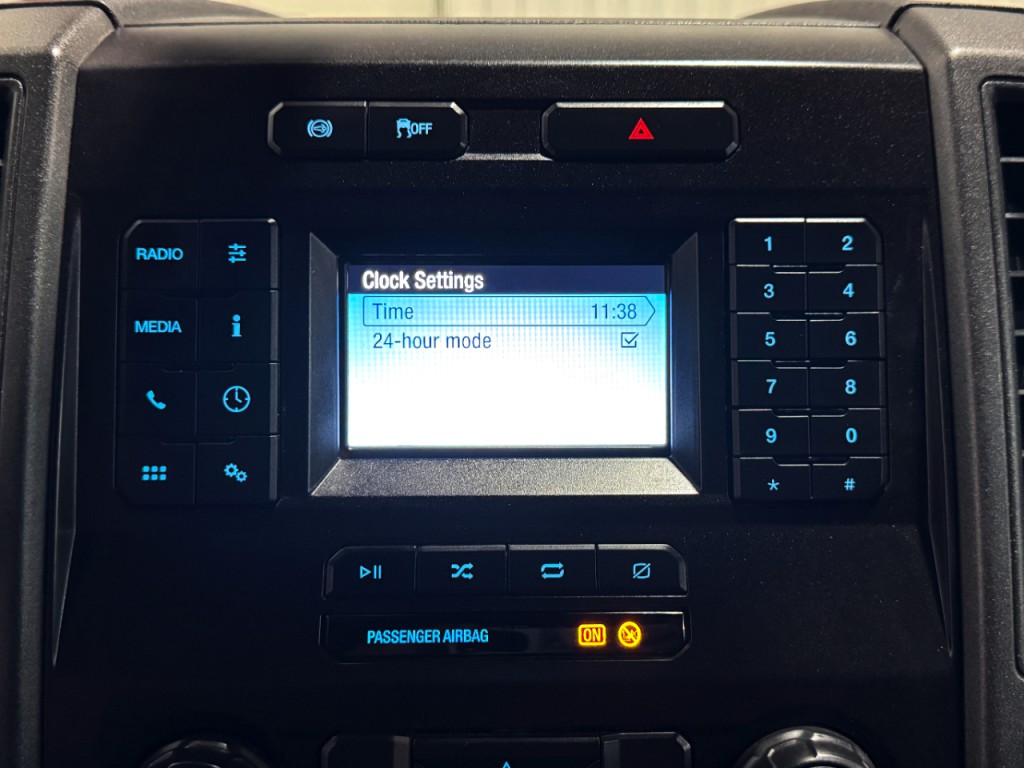 OFF
RADIO
MEDIA
Clock Settings
Time 11:38
24-hour mode
1 2
3 4
5 6
7 8
9 0
* #
PASSENGER AIRBAG ON